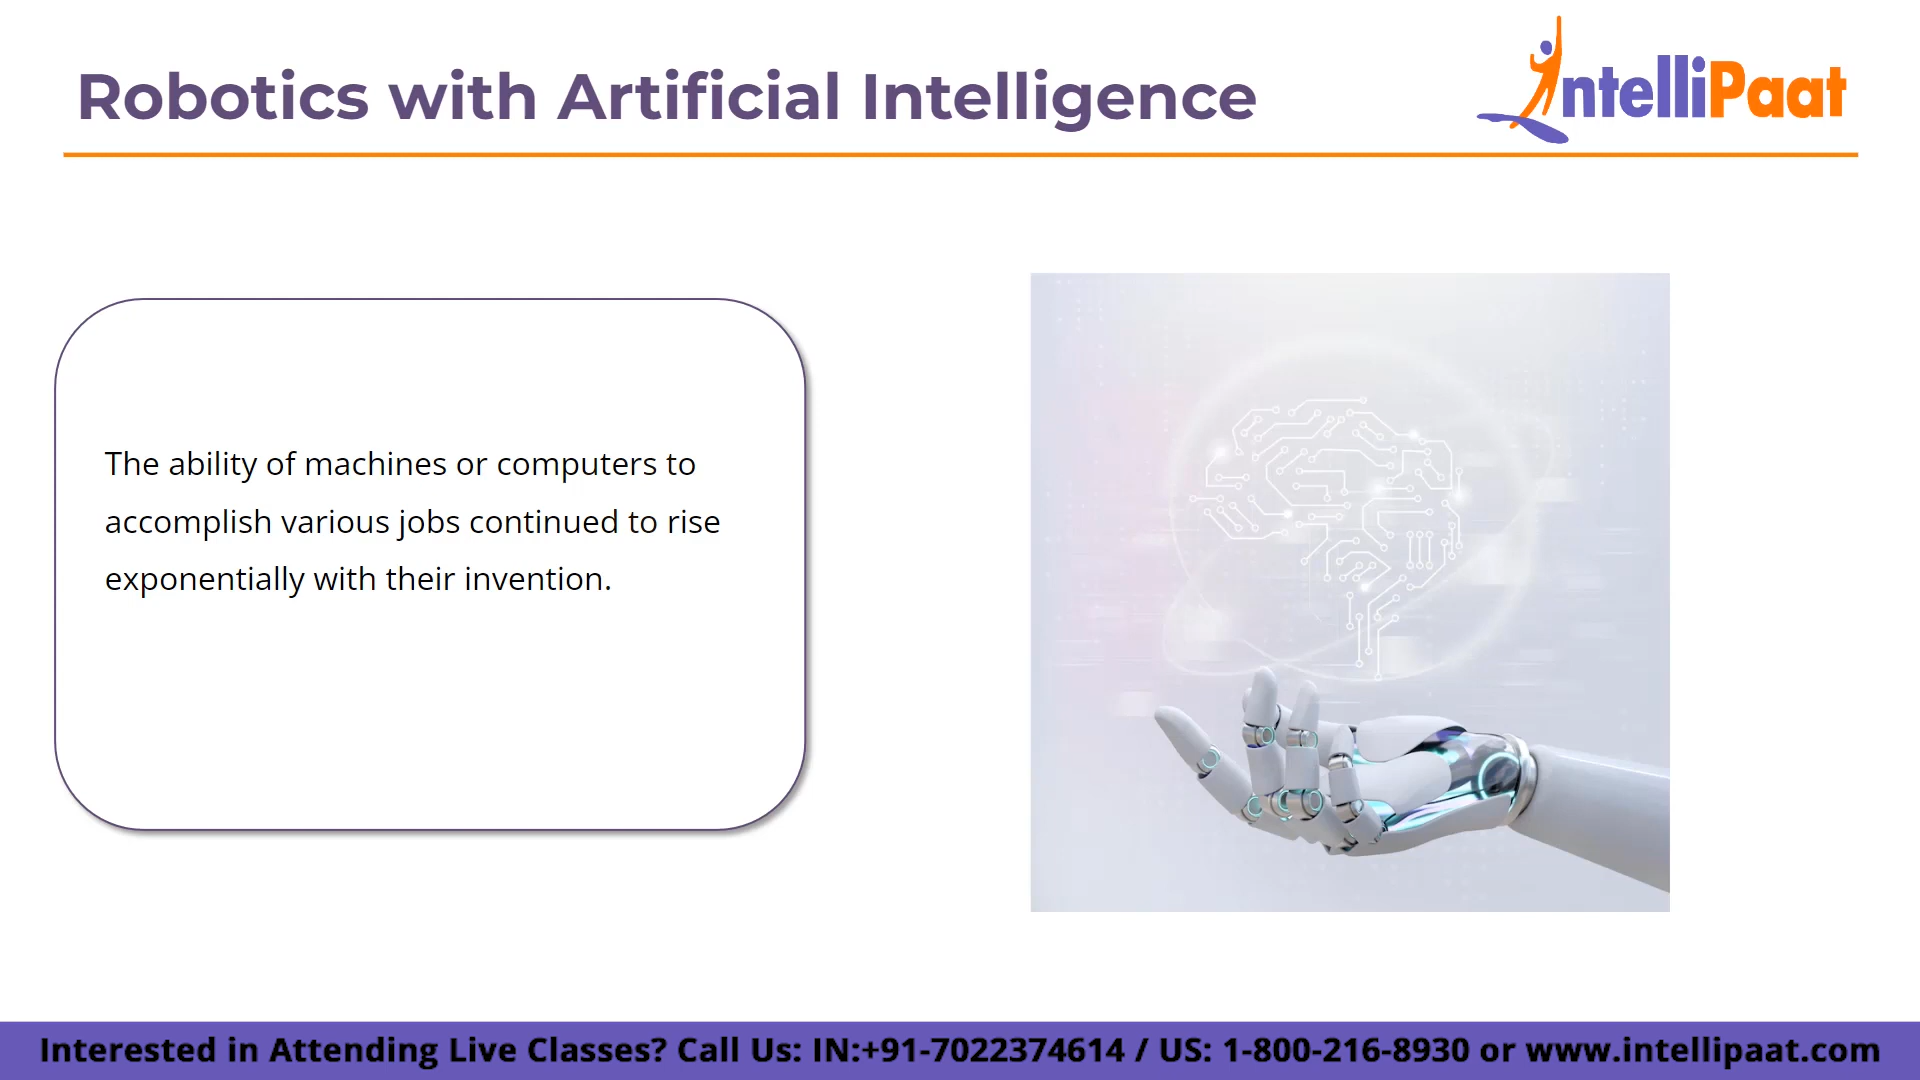 Robotics with Artificial Intelligence
IntelliPaat
The ability of machines or computers to
accomplish various jobs continued to rise
exponentially with their invention.
Interested in Attending Live Classes? Call Us: IN:+91-7022374614 / US: 1-800-216-8930 or www.intellipaat.com